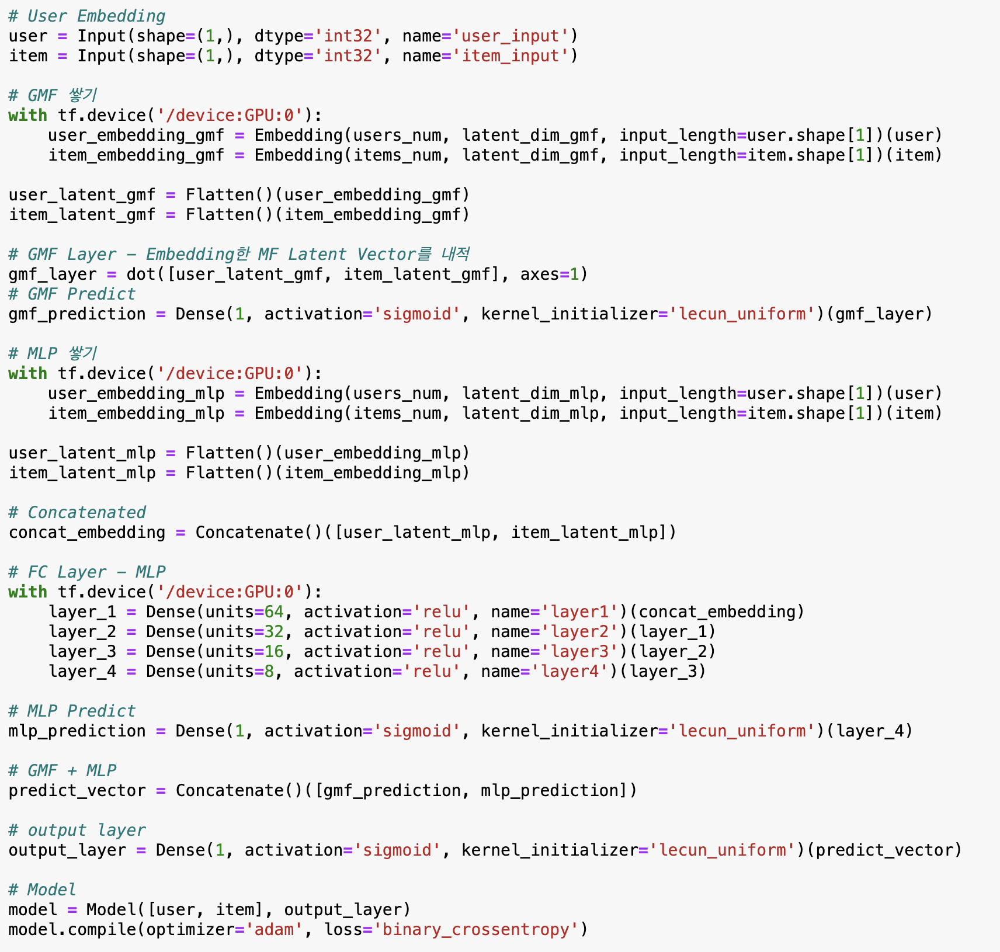 # User Embedding
user = Input(shape=(1,), dtype='int32', name='user_input')
item = Input(shape=(1,), dtype='int32', name='item_input')
# GMF 쌓기
with tf.device('/device:GPU:0'):
    user_embedding_gmf = Embedding(users_num, latent_dim_gmf, input_length=user.shape[1])(user)
    item_embedding_gmf = Embedding(items_num, latent_dim_gmf, input_length=item.shape[1])(item)
user_latent_gmf = Flatten()(user_embedding_gmf)
item_latent_gmf = Flatten()(item_embedding_gmf)
# GMF Layer – Embedding한 MF Latent Vector를 내적
gmf_layer = dot([user_latent_gmf, item_latent_gmf], axes=1)
# GMF Predict
gmf_prediction = Dense(1, activation='sigmoid', kernel_initializer='lecun_uniform')(gmf_layer)
# MLP 쌓기
with tf.device('/device:GPU:0'):
    user_embedding_mlp = Embedding(users_num, latent_dim_mlp, input_length=user.shape[1])(user)
    item_embedding_mlp = Embedding(items_num, latent_dim_mlp, input_length=item.shape[1])(item)
user_latent_mlp = Flatten()(user_embedding_mlp)
item_latent_mlp = Flatten()(item_embedding_mlp)
# Concatenated
concat_embedding = Concatenate()([user_latent_mlp, item_latent_mlp])
# FC Layer – MLP
with tf.device('/device:GPU:0'):
    layer_1 = Dense(units=64, activation='relu', name='layer1')(concat_embedding)
    layer_2 = Dense(units=32, activation='relu', name='layer2')(layer_1)
    layer_3 = Dense(units=16, activation='relu', name='layer3')(layer_2)
    layer_4 = Dense(units=8, activation='relu', name='layer4')(layer_3)
# MLP Predict
mlp_prediction = Dense(1, activation='sigmoid', kernel_initializer='lecun_uniform')(layer_4)
# GMF + MLP
predict_vector = Concatenate()([gmf_prediction, mlp_prediction])
# output layer
output_layer = Dense(1, activation='sigmoid', kernel_initializer='lecun_uniform')(predict_vector)
# Model
model = Model([user, item], output_layer)
model.compile(optimizer='adam', loss='binary_crossentropy')